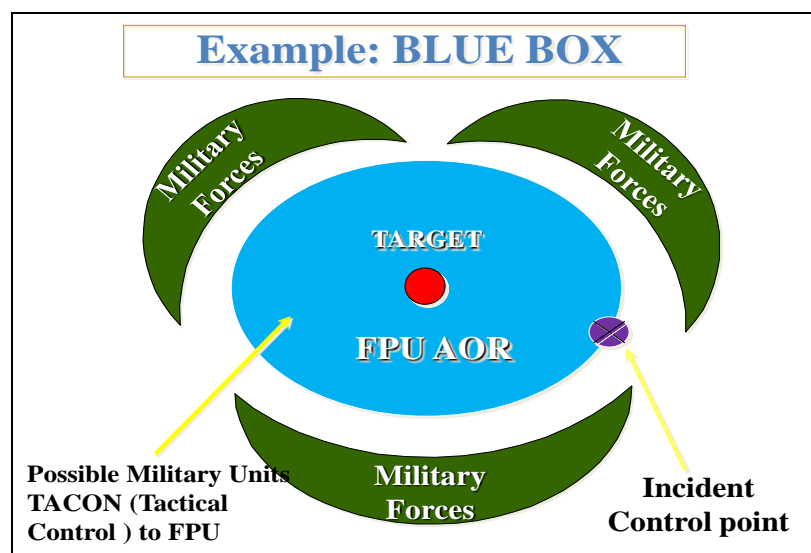 Example: BLUE BOX
Military
Forces
Military
Forces
TARGET
FPU AOR
Possible Military Units
TACON (Tactical
Control ) to FPU
Military
Forces
Incident
Control point